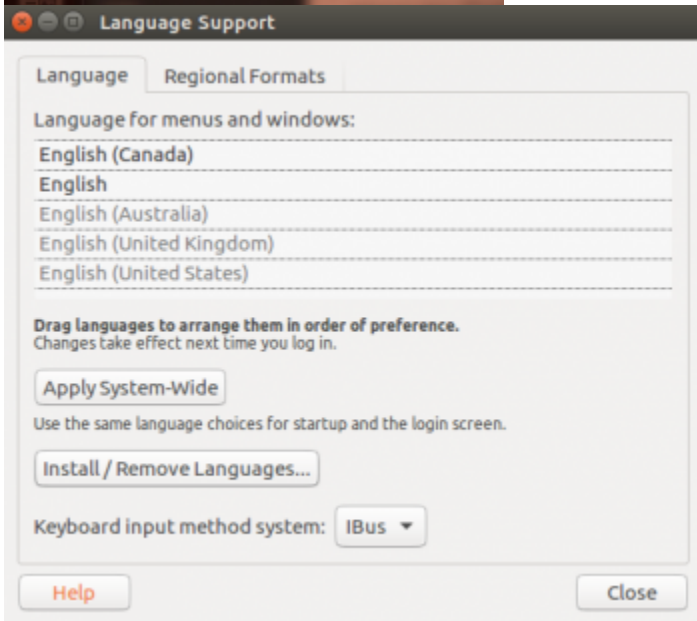 Language Support
Language Regional Formats
Language for menus and windows:
English (Canada)
English
English (Australia)
English (United Kingdom)
English (United States)
Drag languages to arrange them in order of preference.
Changes take effect next time you log in.
Apply System-Wide
Use the same language choices for startup and the login screen.
Install / Remove Languages...
Keyboard input method system: IBus
Help Close